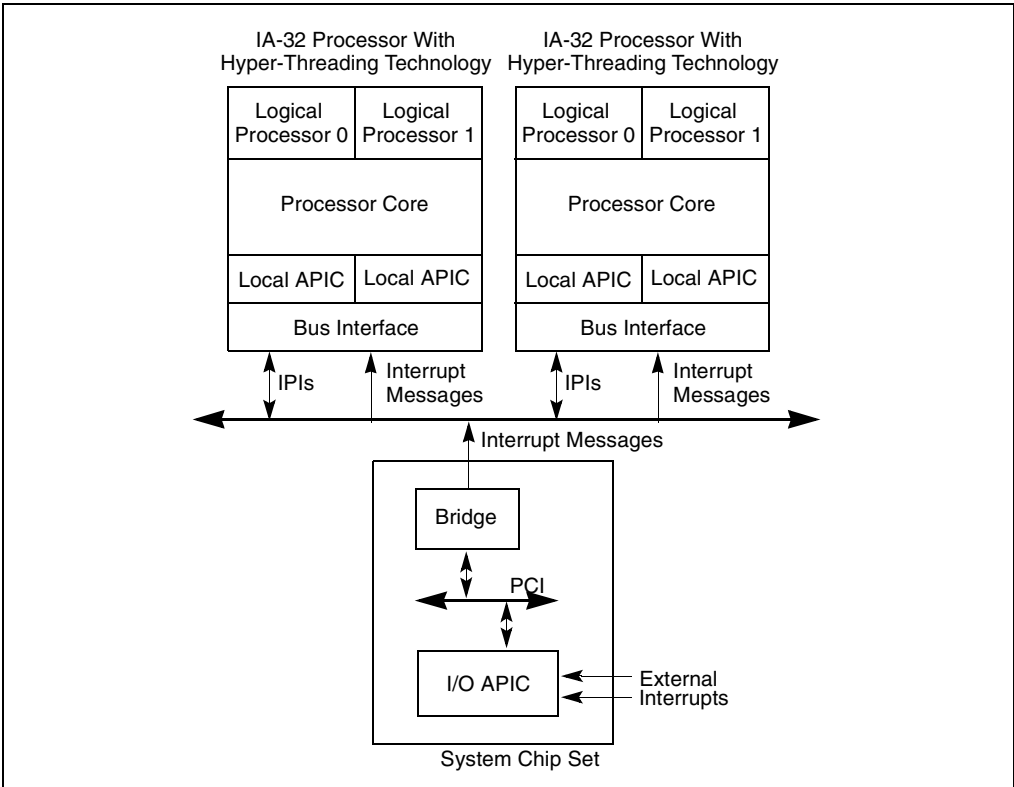 IA-32 Processor With
Hyper-Threading Technology
IA-32 Processor With
Hyper-Threading Technology
Logical
Processor 0
Logical
Processor 1
Logical
Processor 0
Logical
Processor 1
Processor Core
Processor Core
Local APIC
Local APIC
Local APIC
Local APIC
Bus Interface
Bus Interface
IPIs
Interrupt
Messages
IPIs
Interrupt
Messages
Interrupt Messages
Bridge
PCI
I/O APIC
External
Interrupts
System Chip Set